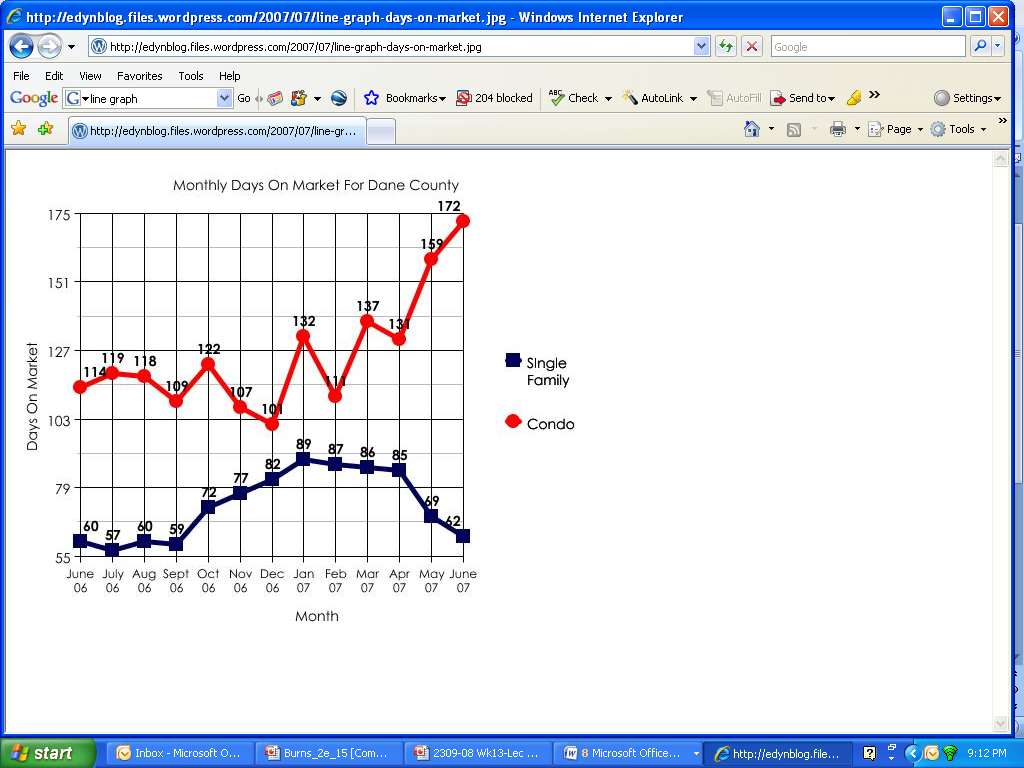 http://edynblog.files.wordpress.com/2007/07/line-graph-days-on-market.jpg - Windows Internet Explorer
http://edynblog.files.wordpress.com/2007/07/line-graph-days-on-market.jpg
Google
File Edit View Favorites Tools Help
Google G line graph Go Bookmarks 204 blocked ABC Check AutoLink AutoFill Send to Settings
http://edynblog.files.wordpress.com/2007/07/line-gr... Page Tools
Monthly Days On Market For Dane County
175
151
127
103
79
55
Days On Market
114 119 118 109 122 107 101 132 111 137 131 159 172
60 57 60 59 72 77 82 89 87 86 85 69 62
June July Aug Sept Oct Nov Dec Jan Feb Mar Apr May June
06 06 06 06 06 06 06 07 07 07 07 07 07
Month
SIngle
Family
Condo
start Inbox - Microsoft O... Burns_2e_15 [Com... 2309-08 Wk13-Lec ... 8 Microsoft Office... http://edynblog.file... 9:12 PM